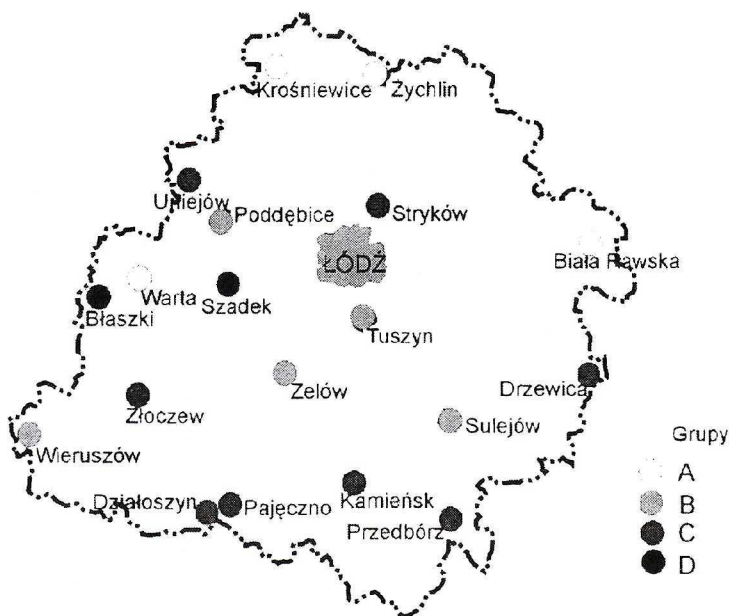 Krośniewice Żychlin
Uniejów
Poddębice
Stryków
ŁÓDŹ
Biała Rawska
Warta
Szadek
Błaszki
Tuszyn
Zelów
Drzewica
Złoczew
Sulejów
Wieruszów
Grupy
A
B
C
D
Działoszyn
Pajęczno
Kamieńsk
Przedbórz